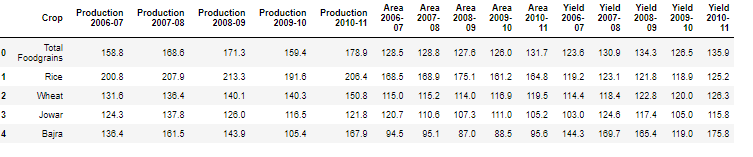 Crop Production 2006-07 Production 2007-08 Production 2008-09 Production 2009-10 Production 2010-11 Area 2006-07 Area 2007-08 Area 2008-09 Area 2009-10 Area 2010-11 Yield 2006-07 Yield 2007-08 Yield 2008-09 Yield 2009-10 Yield 2010-11
0 Total Foodgrains 158.8 168.6 171.3 159.4 178.9 128.5 128.8 127.6 126.0 131.7 123.6 130.9 134.3 126.5 135.9
1 Rice 200.8 207.9 213.3 191.6 206.4 168.5 168.9 175.1 161.2 164.8 119.2 123.1 121.8 118.9 125.2
2 Wheat 131.6 136.4 140.1 140.3 150.8 115.0 115.2 114.0 116.9 119.5 114.4 118.4 122.8 120.0 126.3
3 Jowar 124.3 137.8 126.0 116.5 121.8 120.7 110.6 107.3 111.0 105.2 103.0 124.6 117.4 105.0 115.8
4 Bajra 136.4 161.5 143.9 105.4 167.9 94.5 95.1 87.0 88.5 95.6 144.3 169.7 165.4 119.0 175.8